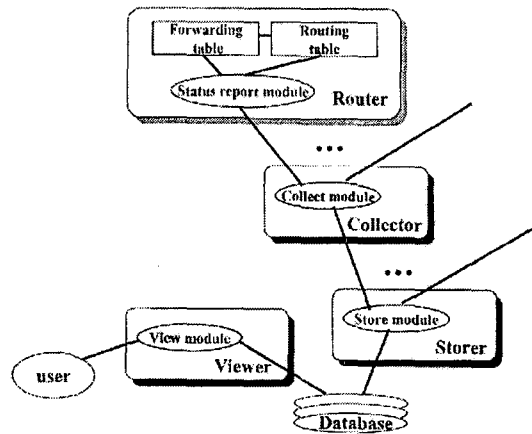 Forwarding
table
Routing
table
Status report module
Router
•••
Collect module
Collector
•••
Store module
Storer
View module
Viewer
user
Database